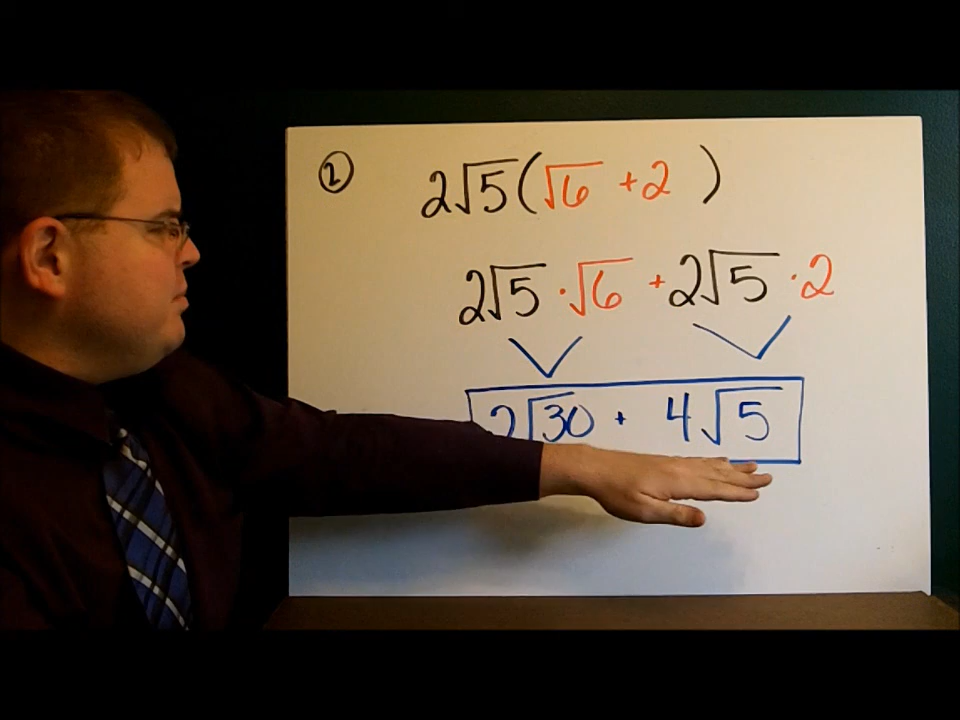 ② 2√5(√6 + 2)
2√5 · √6 + 2√5 · 2
2√30 + 4√5